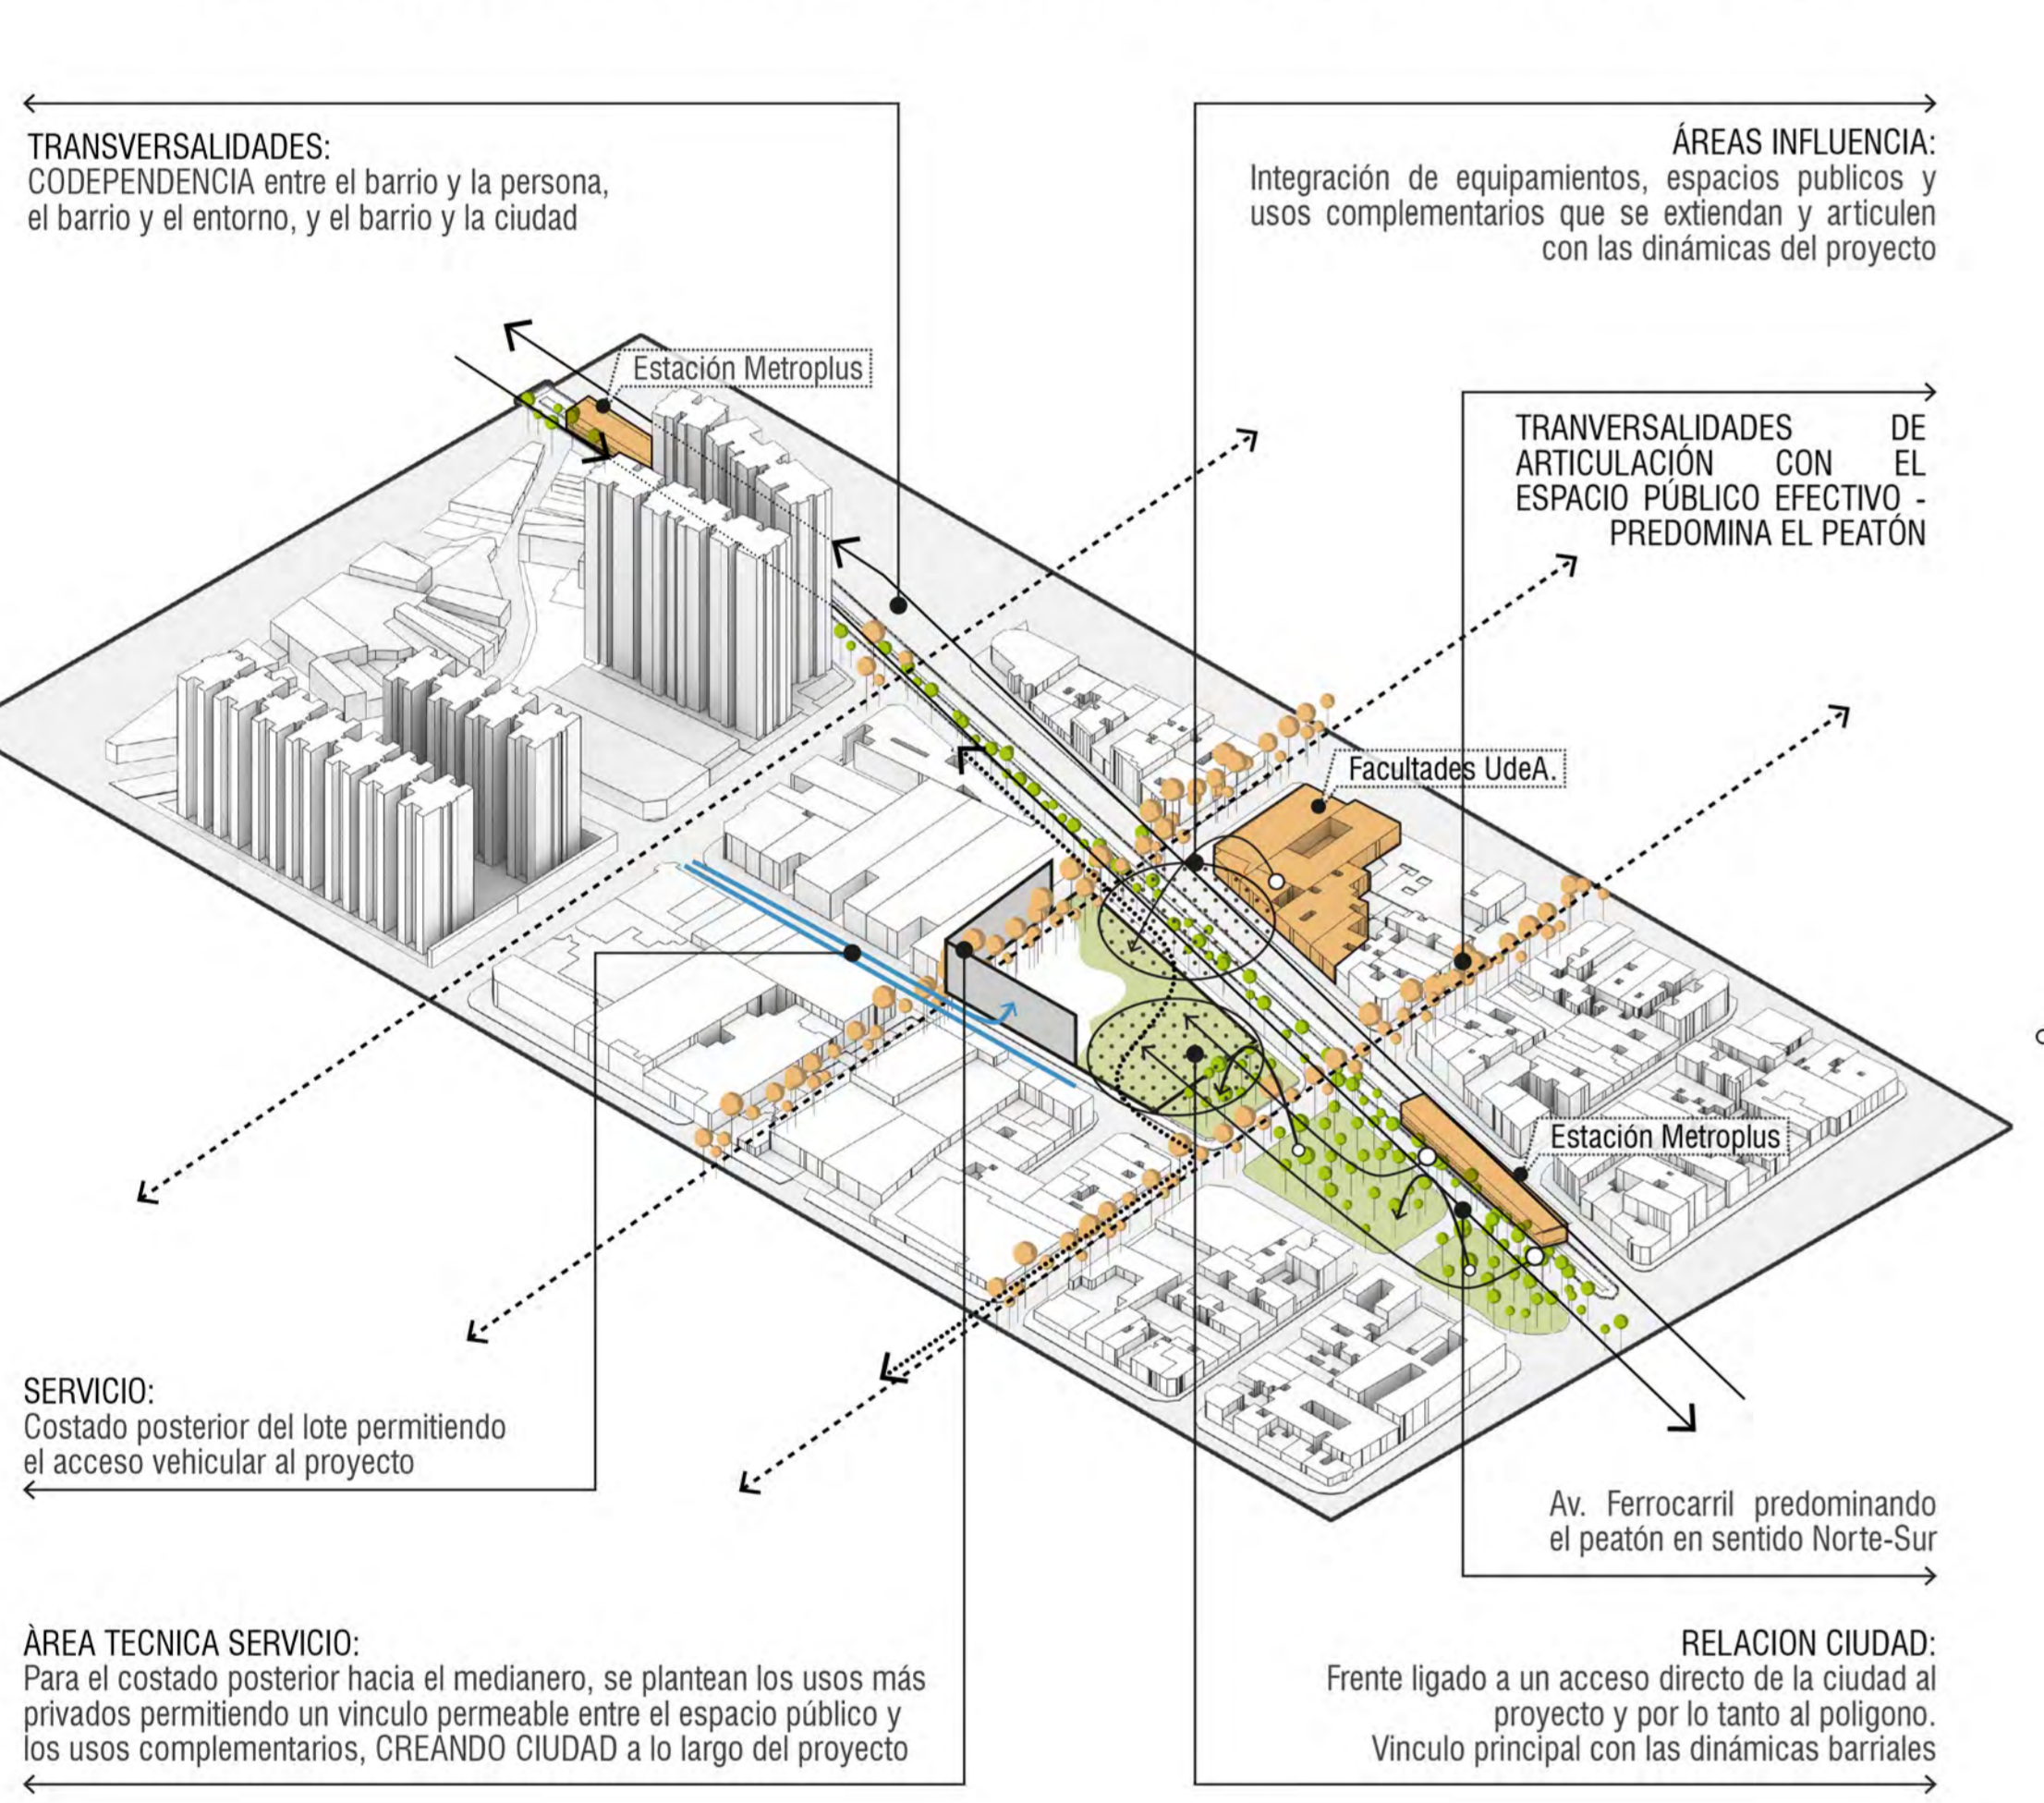 TRANSVERSALIDADES:
CODEPENDENCIA entre el barrio y la persona,
el barrio y el entorno, y el barrio y la ciudad
ÁREAS INFLUENCIA:
Integración de equipamientos, espacios publicos y
usos complementarios que se extiendan y articulen
con las dinámicas del proyecto
Estación Metroplus
TRANVERSALIDADES DE
ARTICULACIÓN CON EL
ESPACIO PÚBLICO EFECTIVO -
PREDOMINA EL PEATÓN
Facultades UdeA.
Estación Metroplus
SERVICIO:
Costado posterior del lote permitiendo
el acceso vehicular al proyecto
Av. Ferrocarril predominando
el peatón en sentido Norte-Sur
ÀREA TECNICA SERVICIO:
Para el costado posterior hacia el medianero, se plantean los usos más
privados permitiendo un vinculo permeable entre el espacio público y
los usos complementarios, CREANDO CIUDAD a lo largo del proyecto
RELACION CIUDAD:
Frente ligado a un acceso directo de la ciudad al
proyecto y por lo tanto al poligono.
Vinculo principal con las dinámicas barriales